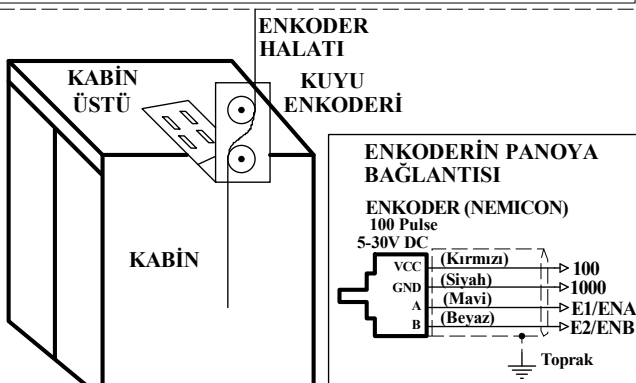 ENKODER
HALATI
KABİN
ÜSTÜ
KUYU
ENKODERİ
KABİN
ENKODERİN PANOYA
BAĞLANTISI
ENKODER (NEMICON)
100 Pulse
5-30V DC
VCC (Kırmızı) 100
GND (Siyah) 1000
A (Mavi) E1/ENA
B (Beyaz) E2/ENB
Toprak